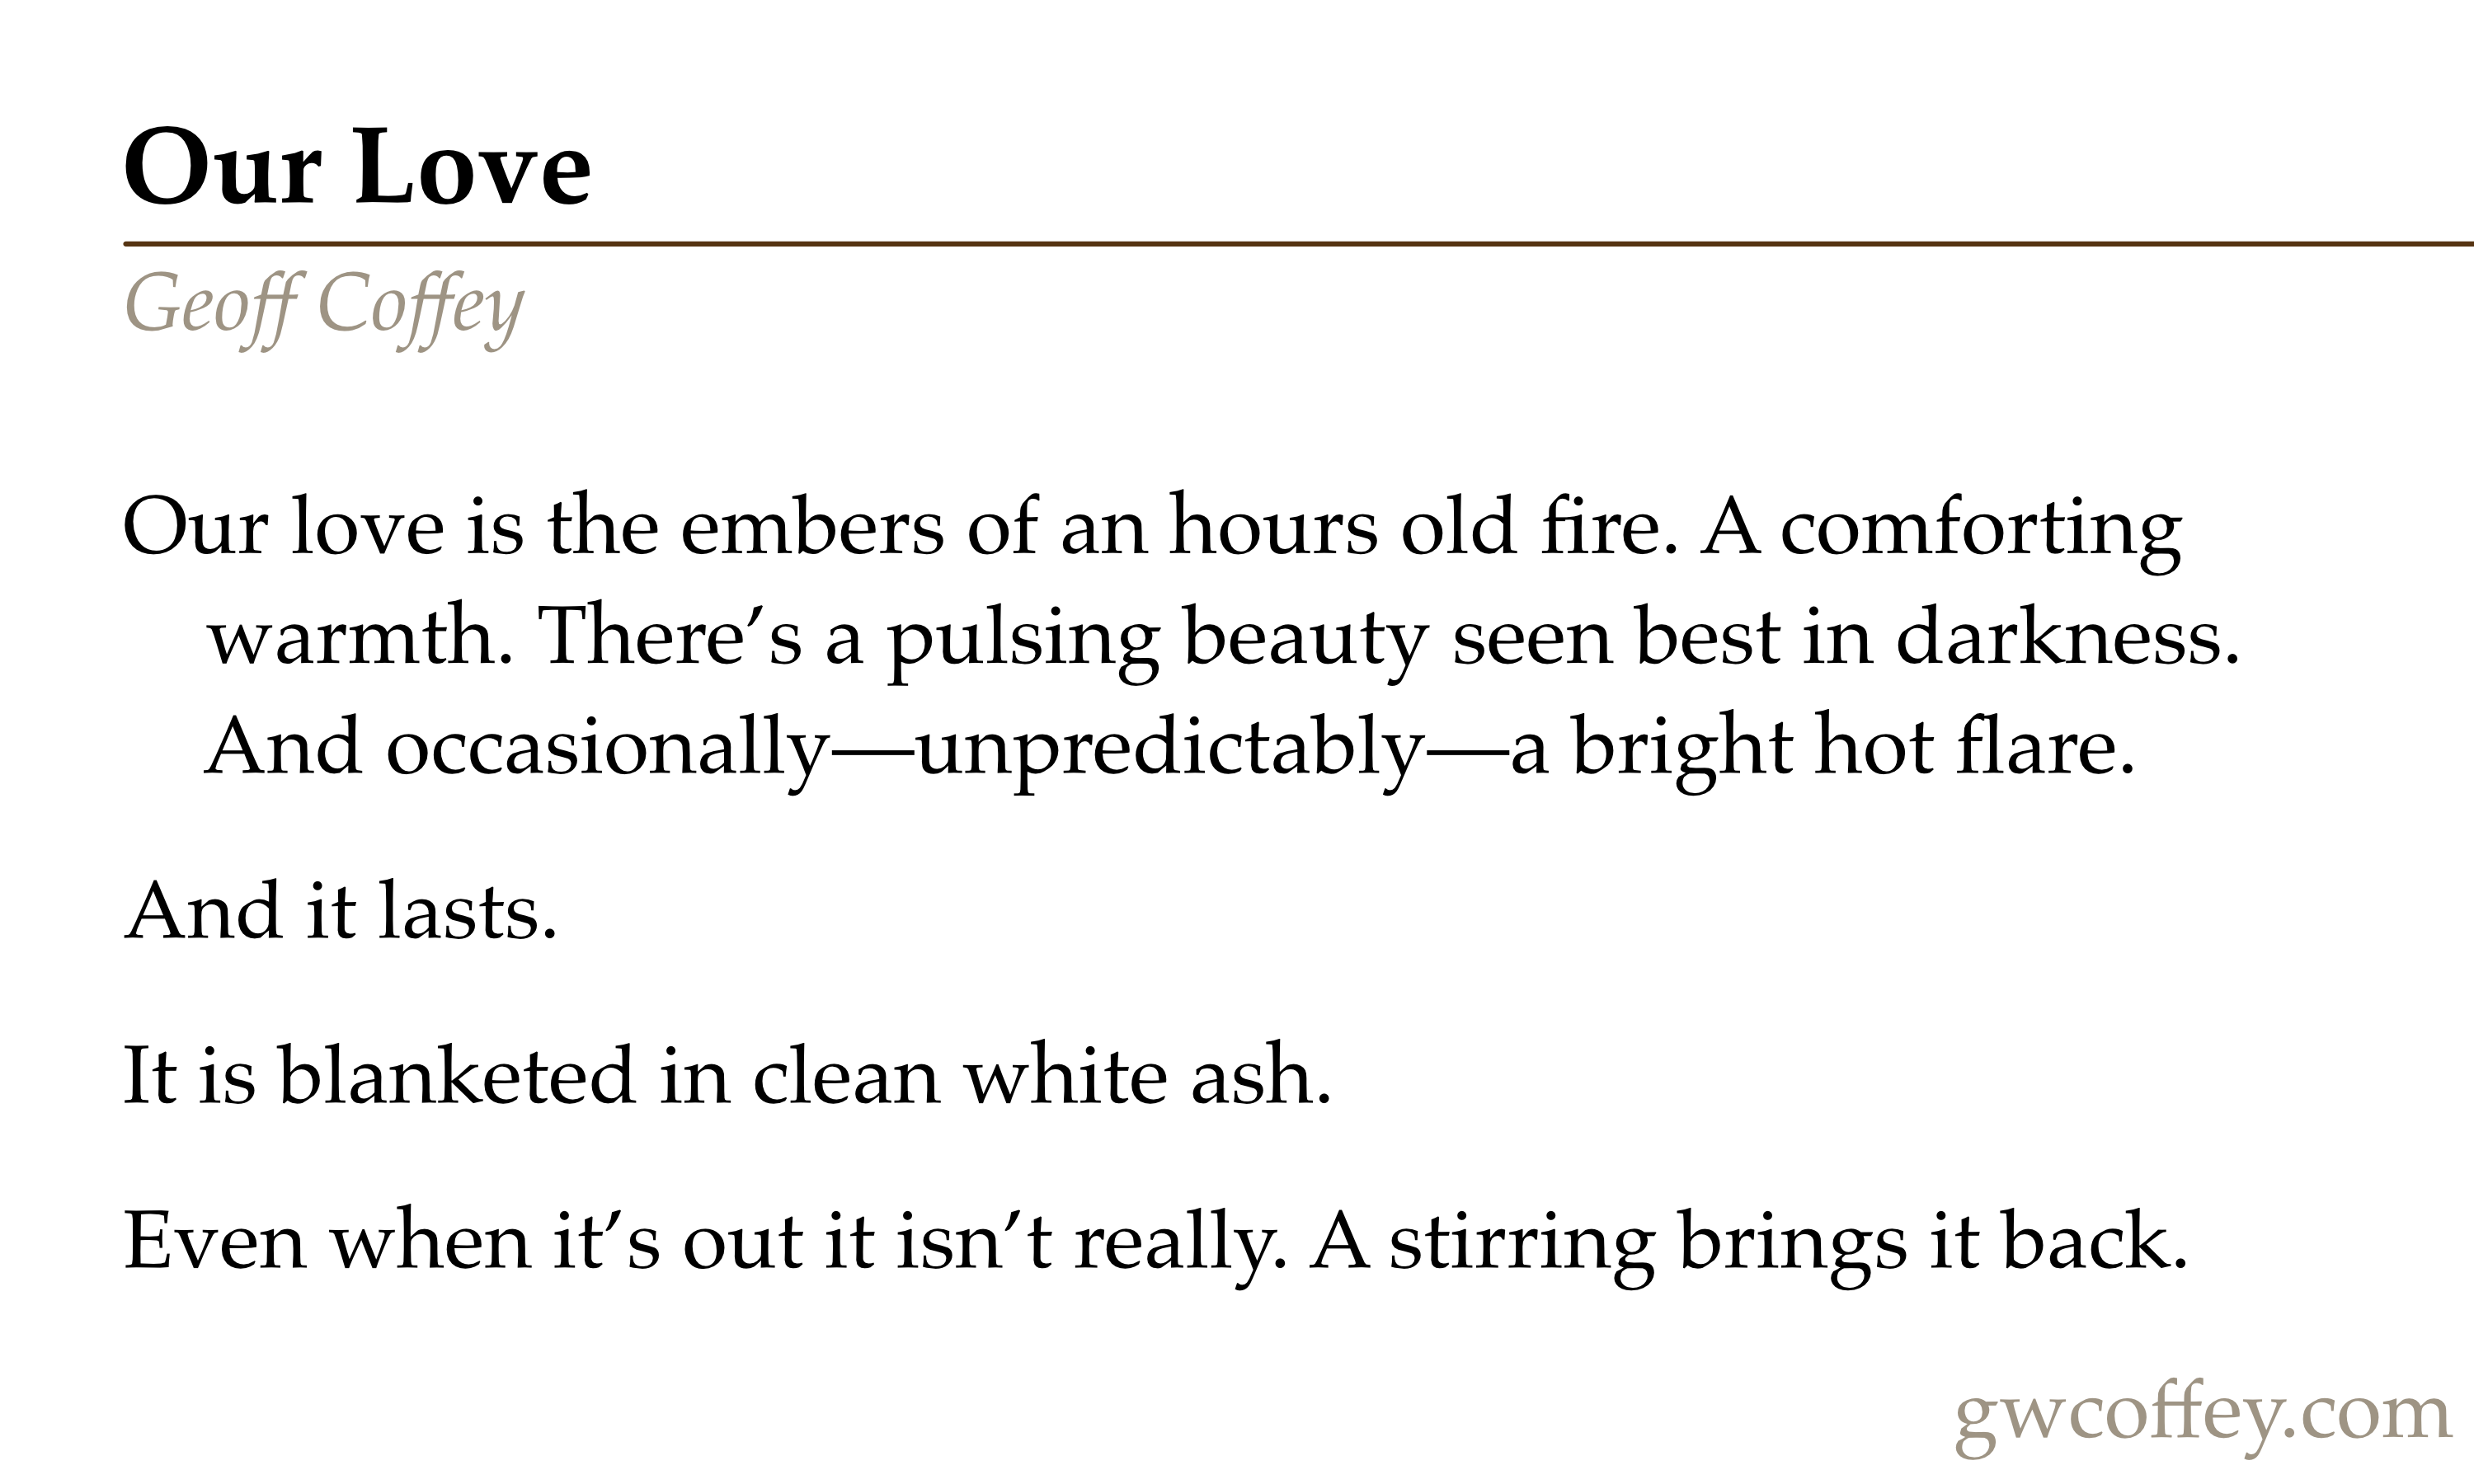 Our Love
Geoff Coffey
Our love is the embers of an hours old fire. A comforting
warmth. There’s a pulsing beauty seen best in darkness.
And occasionally—unpredictably—a bright hot flare.
And it lasts.
It is blanketed in clean white ash.
Even when it’s out it isn’t really. A stirring brings it back.
gwcoffey.com